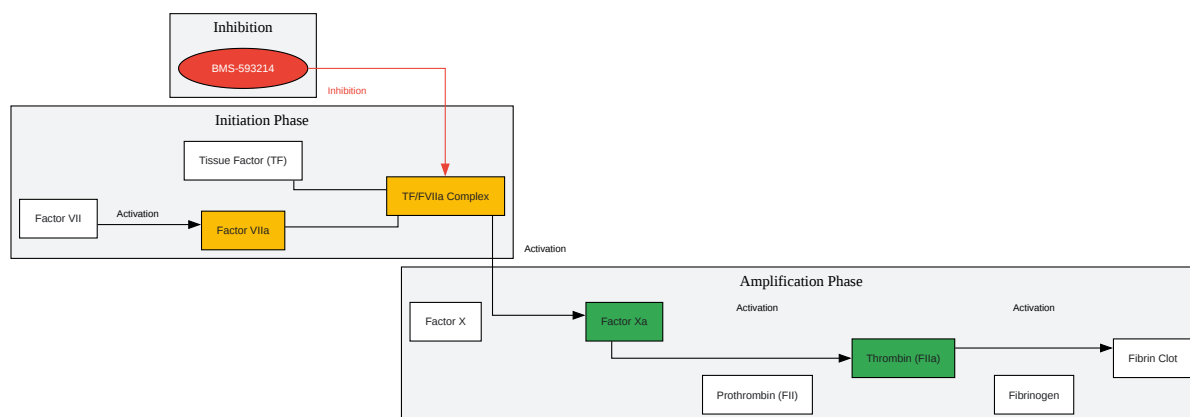 Inhibition
BMS-593214
Inhibition
Initiation Phase
Tissue Factor (TF)
TF/FVIIa Complex
Factor VII
Activation
Factor VIIa
Activation
Amplification Phase
Factor X
Factor Xa
Activation
Activation
Thrombin (FIIa)
Fibrin Clot
Prothrombin (FII)
Fibrinogen